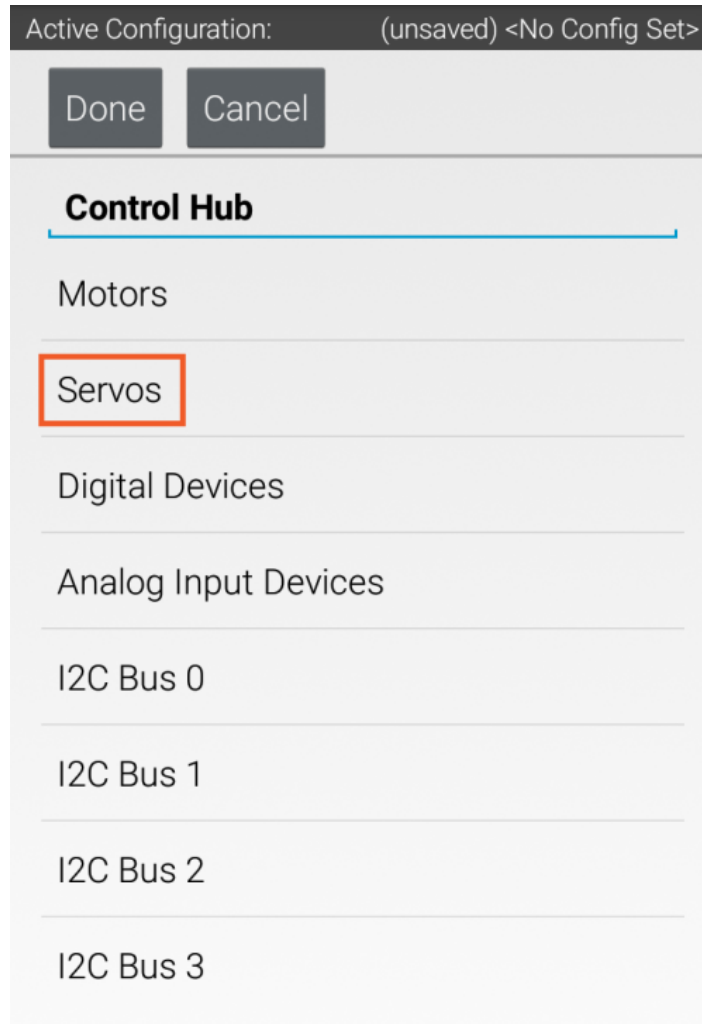 Active Configuration: (unsaved) <No Config Set>
Done Cancel
Control Hub
Motors
Servos
Digital Devices
Analog Input Devices
I2C Bus 0
I2C Bus 1
I2C Bus 2
I2C Bus 3